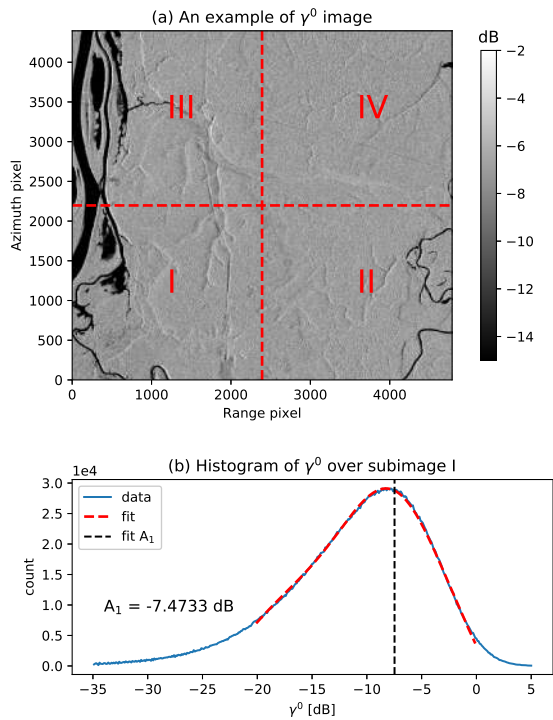 (a) An example of γ⁰ image
dB
Azimuth pixel
4000
3500
3000
2500
2000
1500
1000
500
0
III
IV
I
II
0 1000 2000 3000 4000
Range pixel
−2
−4
−6
−8
−10
−12
−14
(b) Histogram of γ⁰ over subimage I
1e4
count
3.0
2.5
2.0
1.5
1.0
0.5
0.0
data
fit
fit A₁
A₁ = -7.4733 dB
−35 −30 −25 −20 −15 −10 −5 0 5
γ⁰ [dB]